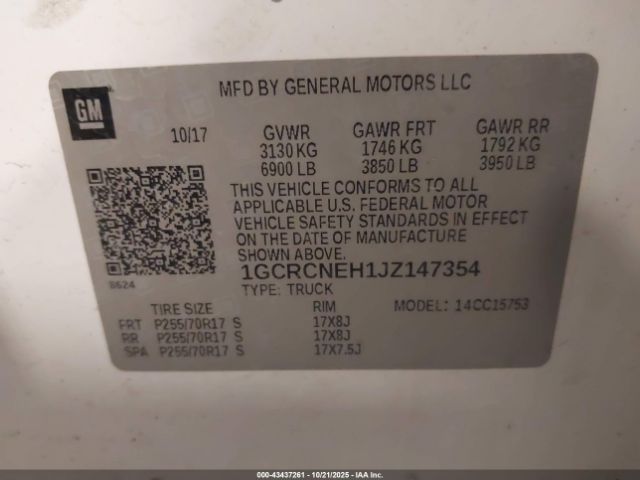 GM
MFD BY GENERAL MOTORS LLC
10/17 GVWR GAWR FRT GAWR RR
3130 KG 1746 KG 1792 KG
6900 LB 3850 LB 3950 LB
THIS VEHICLE CONFORMS TO ALL
APPLICABLE U.S. FEDERAL MOTOR
VEHICLE SAFETY STANDARDS IN EFFECT
ON THE DATE OF MANUFACTURE
SHOWN ABOVE.
8624
1GCRCNEH1JZ147354
TYPE: TRUCK
TIRE SIZE RIM MODEL: 14CC15753
FRT P255/70R17 S 17X8J
RR P255/70R17 S 17X8J
SPA P255/70R17 S 17X7.5J
© - 43437261 - 10/21/2025 - IAA Inc.